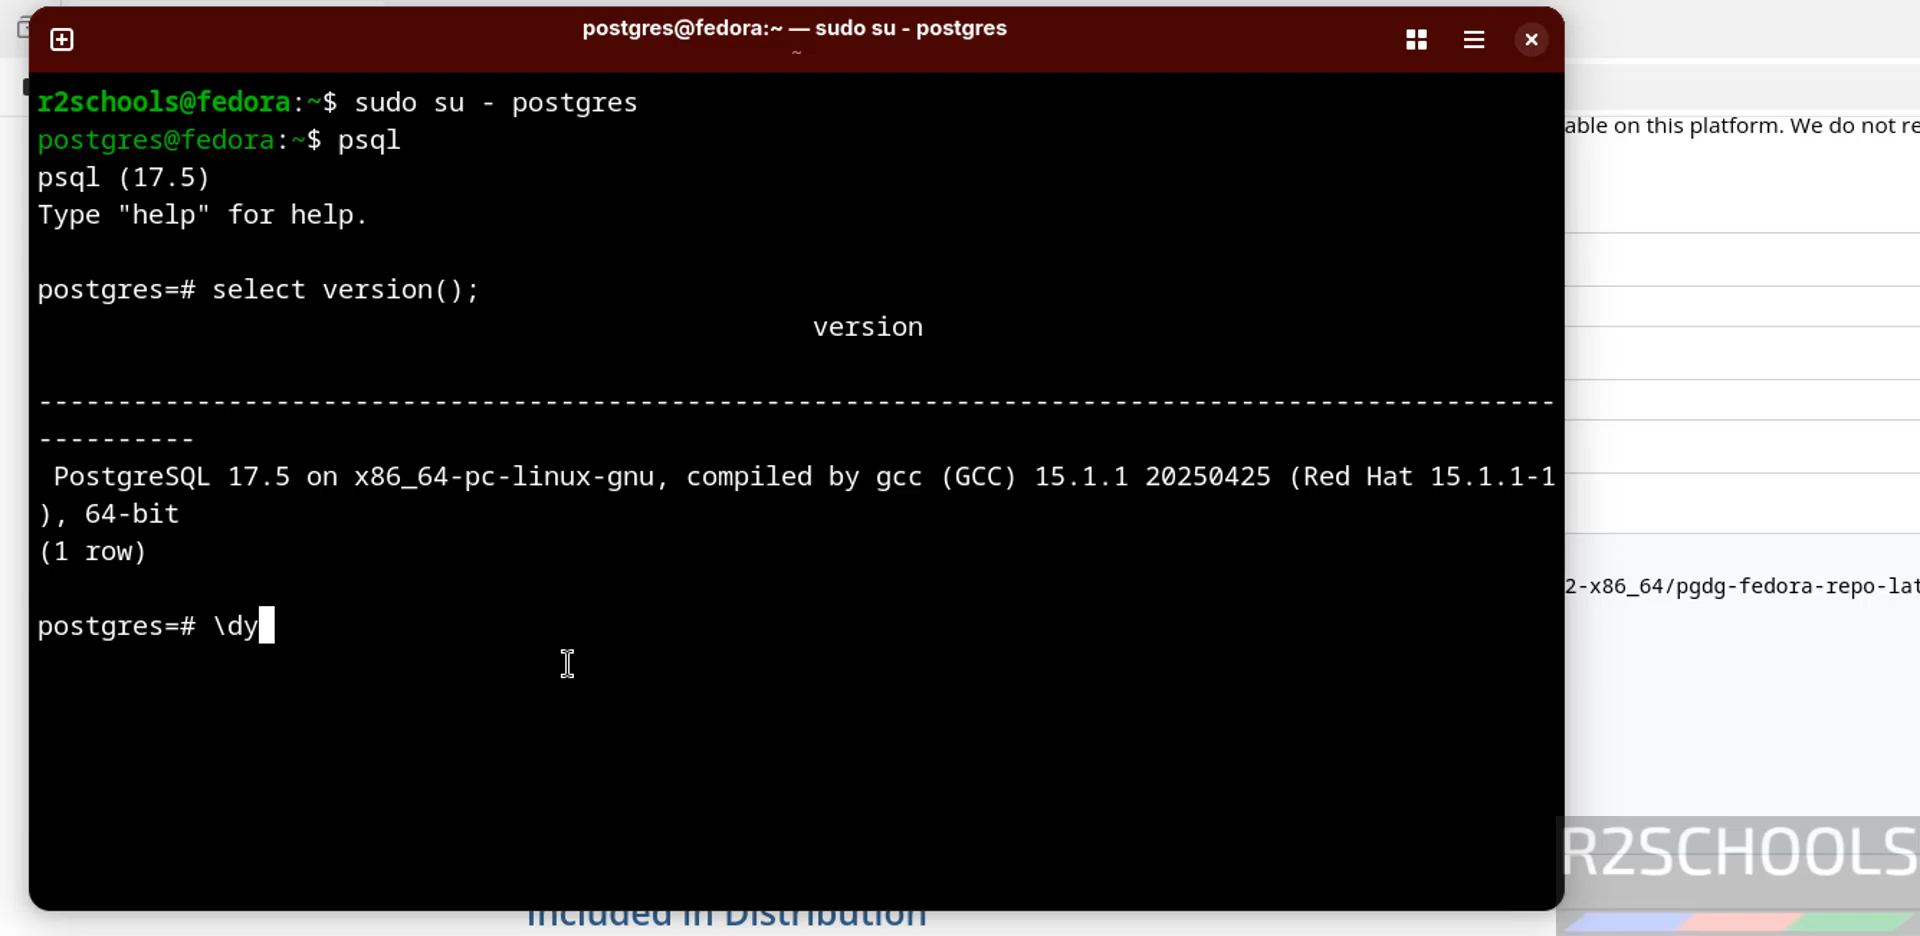 postgres@fedora:~ — sudo su - postgres
~
r2schools@fedora:~$ sudo su - postgres
postgres@fedora:~$ psql
psql (17.5)
Type "help" for help.
postgres=# select version();
version
----------------------------------------------------------------------------------------------------------
PostgreSQL 17.5 on x86_64-pc-linux-gnu, compiled by gcc (GCC) 15.1.1 20250425 (Red Hat 15.1.1-1
), 64-bit
(1 row)
postgres=# \dy
able on this platform. We do not re
2-x86_64/pgdg-fedora-repo-lat
Included in Distribution
R2SCHOOLS